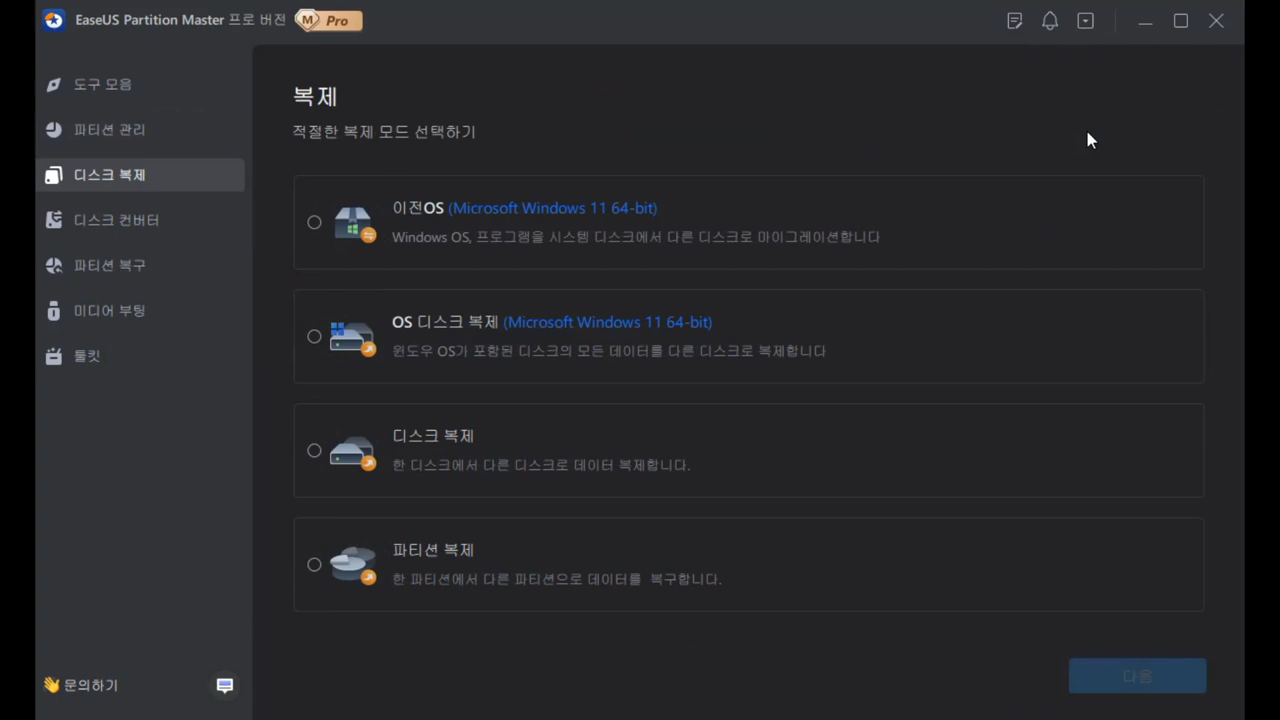 EaseUS Partition Master 프로 버전
M Pro
도구 모음
파티션 관리
디스크 복제
디스크 컨버터
파티션 복구
미디어 부팅
툴킷
문의하기
복제
적절한 복제 모드 선택하기
이전OS (Microsoft Windows 11 64-bit)
Windows OS, 프로그램을 시스템 디스크에서 다른 디스크로 마이그레이션합니다
OS 디스크 복제 (Microsoft Windows 11 64-bit)
윈도우 OS가 포함된 디스크의 모든 데이터를 다른 디스크로 복제합니다
디스크 복제
한 디스크에서 다른 디스크로 데이터 복제합니다.
파티션 복제
한 파티션에서 다른 파티션으로 데이터를 복구합니다.
다음